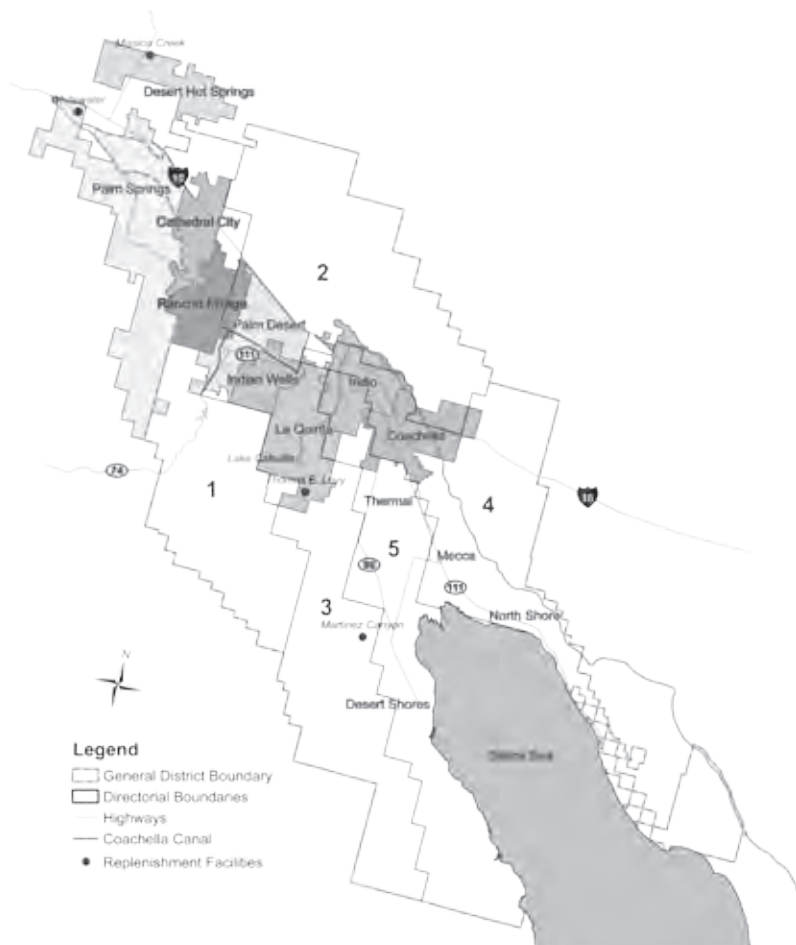 Mission Creek
Desert Hot Springs
10
Palm Springs
Cathedral City
2
Rancho Mirage
Palm Desert
111
Indian Wells
Indio
La Quinta
Coachella
Lake Cahuilla
74
1
Thomas E. Levy
Thermal
4
10
5
Mecca
86
111
3
North Shore
Martinez Canyon
N
Desert Shores
Salton Sea
Legend
General District Boundary
Directorial Boundaries
Highways
Coachella Canal
Replenishment Facilities